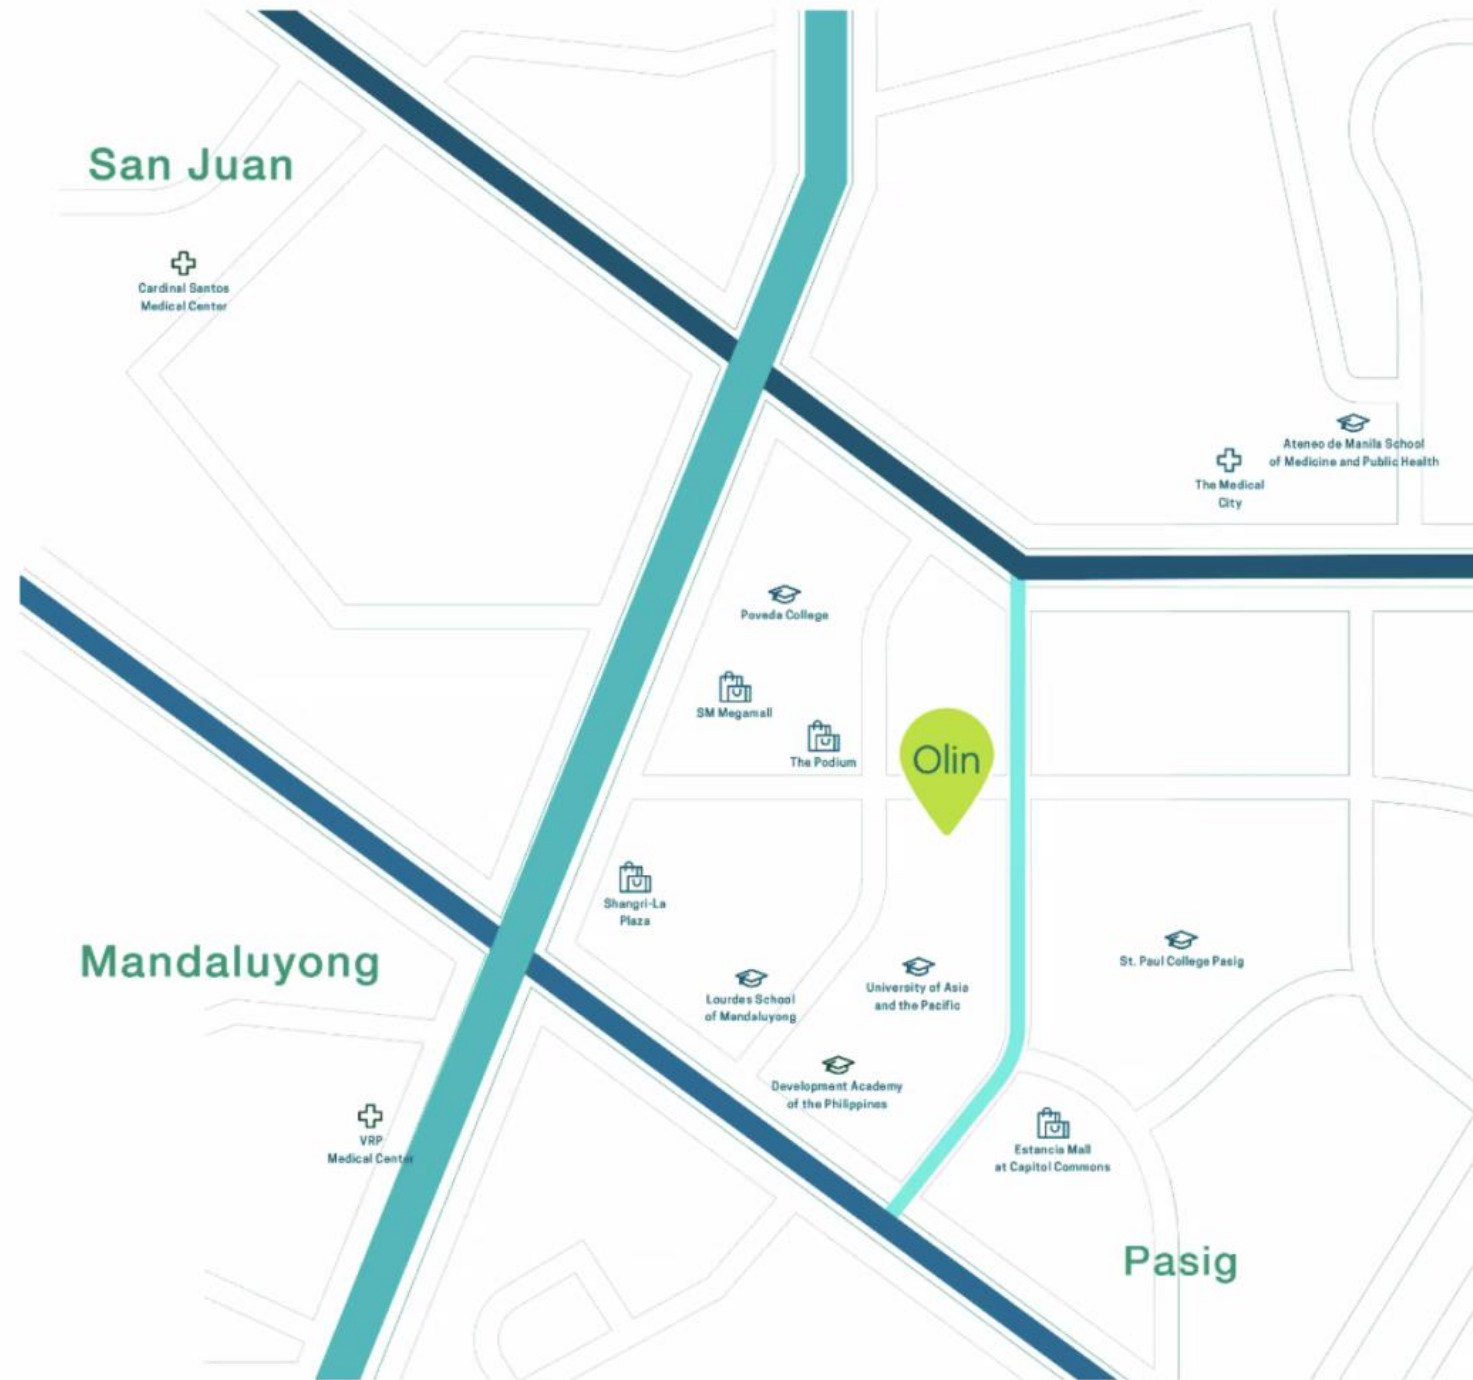 San Juan
Cardinal Santos
Medical Center
Ateneo de Manila School
of Medicine and Public Health
The Medical
City
Poveda College
SM Megamall
The Podium
Olin
Shangri-La
Plaza
Mandaluyong
St. Paul College Pasig
Lourdes School
of Mandaluyong
University of Asia
and the Pacific
Development Academy
of the Philippines
VRP
Medical Center
Estancia Mall
at Capitol Commons
Pasig